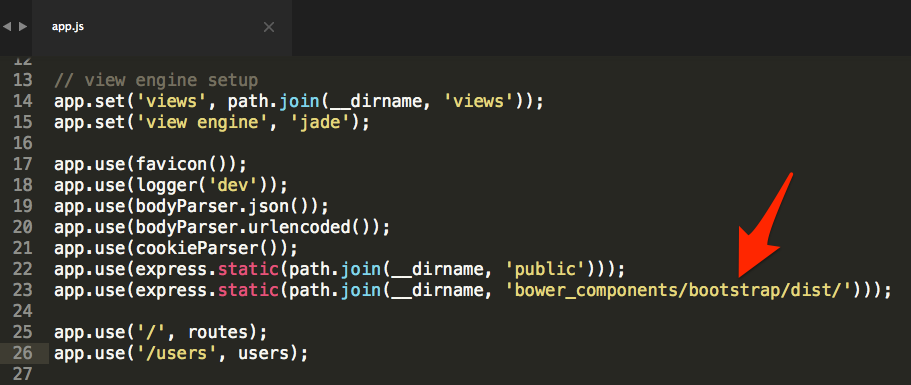 app.js
12
13 // view engine setup
14 app.set('views', path.join(__dirname, 'views'));
15 app.set('view engine', 'jade');
16
17 app.use(favicon());
18 app.use(logger('dev'));
19 app.use(bodyParser.json());
20 app.use(bodyParser.urlencoded());
21 app.use(cookieParser());
22 app.use(express.static(path.join(__dirname, 'public')));
23 app.use(express.static(path.join(__dirname, 'bower_components/bootstrap/dist/')));
24
25 app.use('/', routes);
26 app.use('/users', users);
27